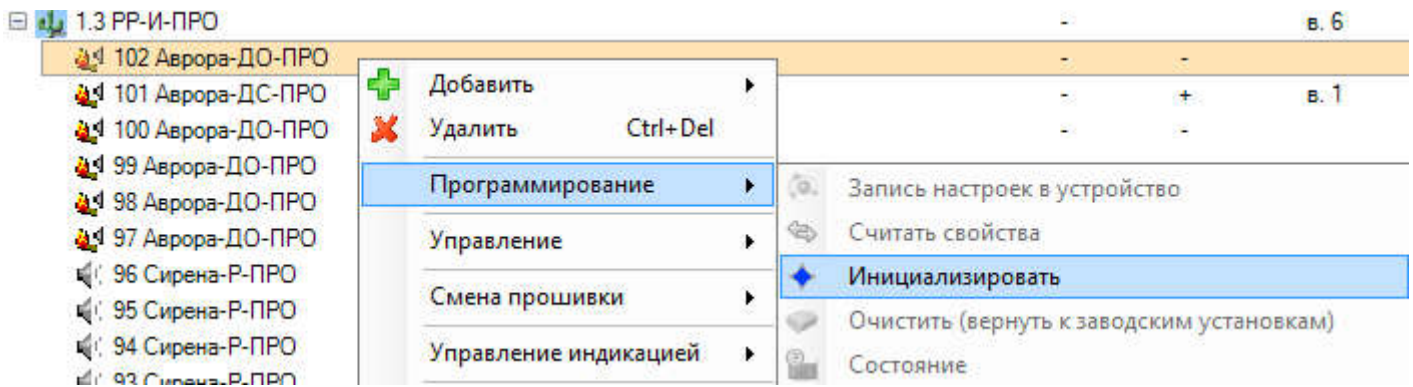 1.3 РР-И-ПРО - в. 6
102 Аврора-ДО-ПРО - -
101 Аврора-ДС-ПРО - + в. 1
100 Аврора-ДО-ПРО - -
99 Аврора-ДО-ПРО
98 Аврора-ДО-ПРО
97 Аврора-ДО-ПРО
96 Сирена-Р-ПРО
95 Сирена-Р-ПРО
94 Сирена-Р-ПРО
93 Сирена-Р-ПРО
Добавить
Удалить Ctrl+Del
Программирование
Управление
Смена прошивки
Управление индикацией
Запись настроек в устройство
Считать свойства
Инициализировать
Очистить (вернуть к заводским установкам)
Состояние